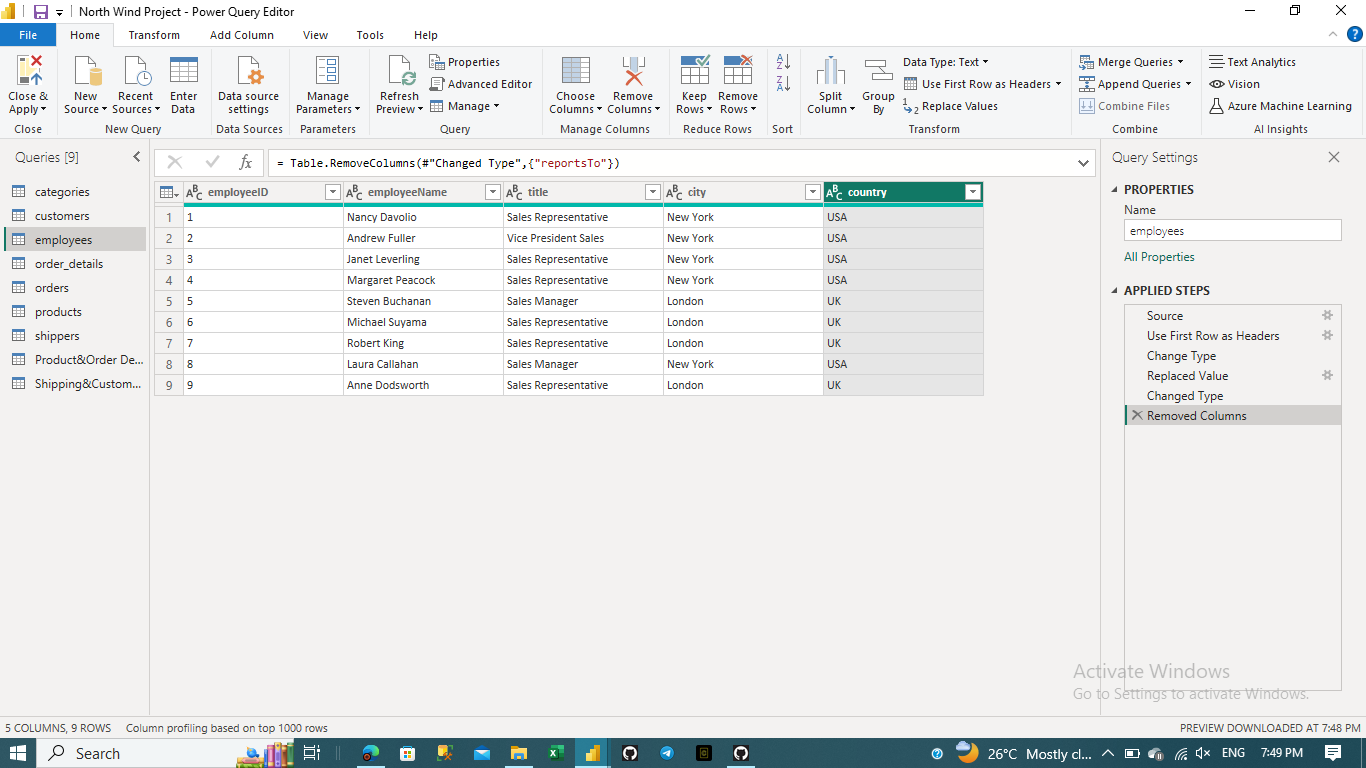 North Wind Project - Power Query Editor
File Home Transform Add Column View Tools Help
Close & Apply
Close
New Source
Recent Sources
Enter Data
New Query
Data source settings
Data Sources
Manage Parameters
Parameters
Refresh Preview
Properties
Advanced Editor
Manage
Query
Choose Columns
Remove Columns
Manage Columns
Keep Rows
Remove Rows
Reduce Rows
Sort
Split Column
Group By
Data Type: Text
Use First Row as Headers
Replace Values
Transform
Merge Queries
Append Queries
Combine Files
Combine
Text Analytics
Vision
Azure Machine Learning
AI Insights
Queries [9]
categories
customers
employees
order_details
orders
products
shippers
Product&Order De...
Shipping&Custom...
fx = Table.RemoveColumns(#"Changed Type",{"reportsTo"})
ABC employeeID ABC employeeName ABC title ABC city ABC country
1 1 Nancy Davolio Sales Representative New York USA
2 2 Andrew Fuller Vice President Sales New York USA
3 3 Janet Leverling Sales Representative New York USA
4 4 Margaret Peacock Sales Representative New York USA
5 5 Steven Buchanan Sales Manager London UK
6 6 Michael Suyama Sales Representative London UK
7 7 Robert King Sales Representative London UK
8 8 Laura Callahan Sales Manager New York USA
9 9 Anne Dodsworth Sales Representative London UK
Query Settings
PROPERTIES
Name
employees
All Properties
APPLIED STEPS
Source
Use First Row as Headers
Change Type
Replaced Value
Changed Type
Removed Columns
Activate Windows
Go to Settings to activate Windows.
5 COLUMNS, 9 ROWS Column profiling based on top 1000 rows
PREVIEW DOWNLOADED AT 7:48 PM
Search
26°C Mostly cl... ENG 7:49 PM